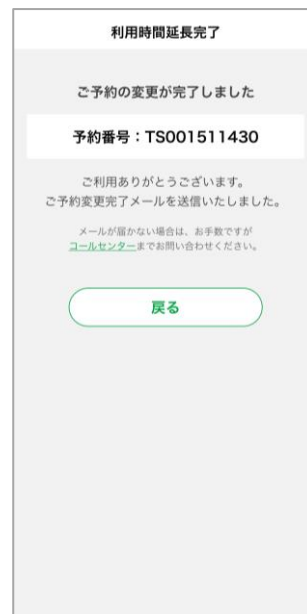 利用時間延長完了
ご予約の変更が完了しました
予約番号：TS001511430
ご利用ありがとうございます。
ご予約変更完了メールを送信いたしました。
メールが届かない場合は、お手数ですが
コールセンターまでお問い合わせください。
戻る